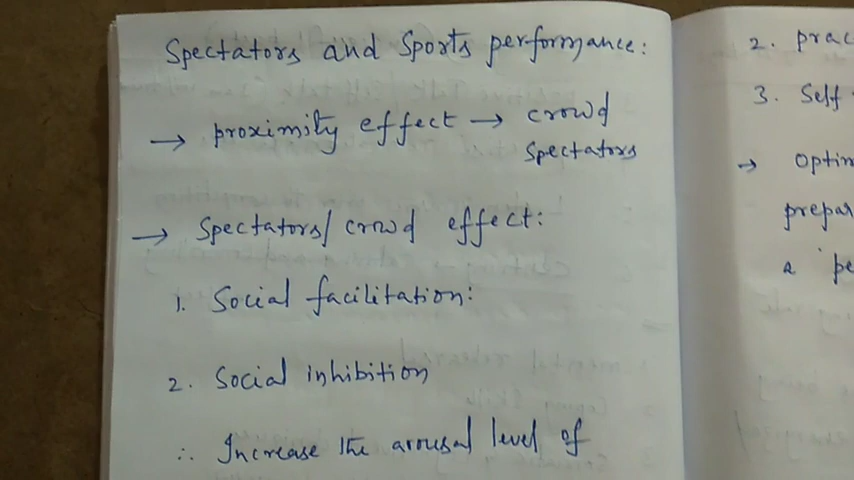 Spectators and Sports performance:
→ proximity effect → crowd
spectators
→ Spectators/crowd effect:
1. Social facilitation:
2. Social inhibition
∴ Increase the arousal level of
2. prac
3. Self
→ optim
prepar
a pe